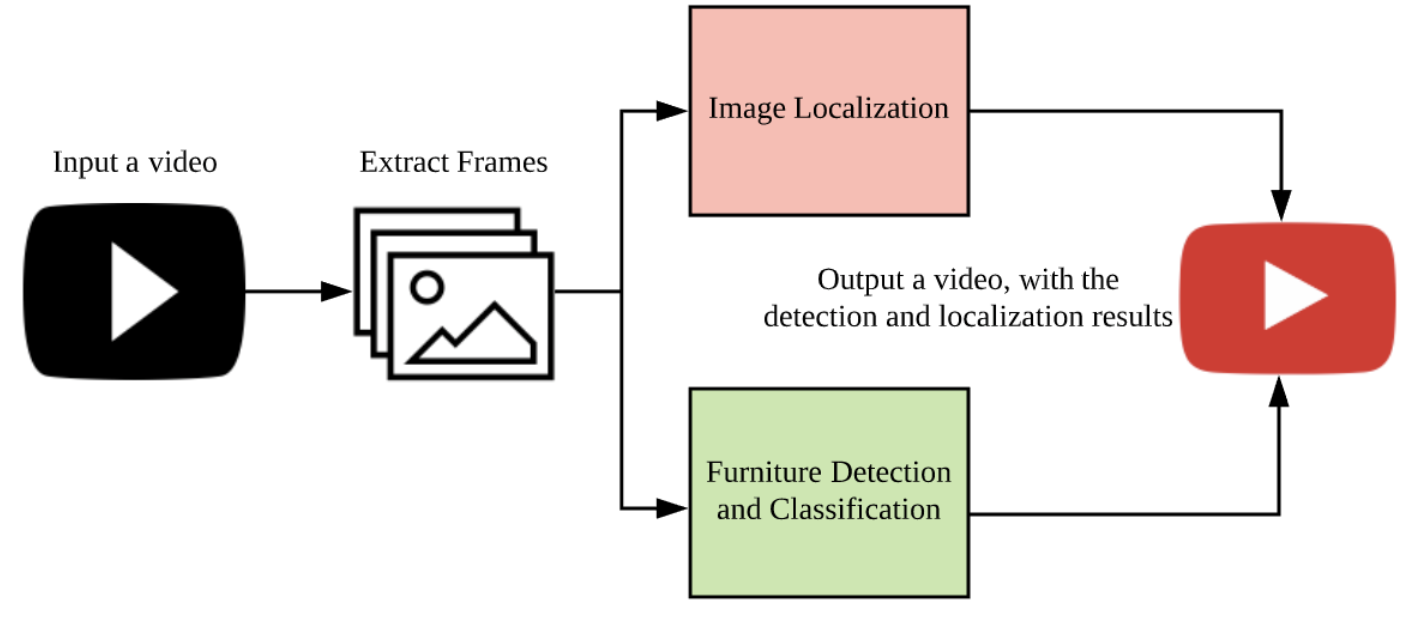 Input a video
Extract Frames
Image Localization
Output a video, with the
detection and localization results
Furniture Detection
and Classification